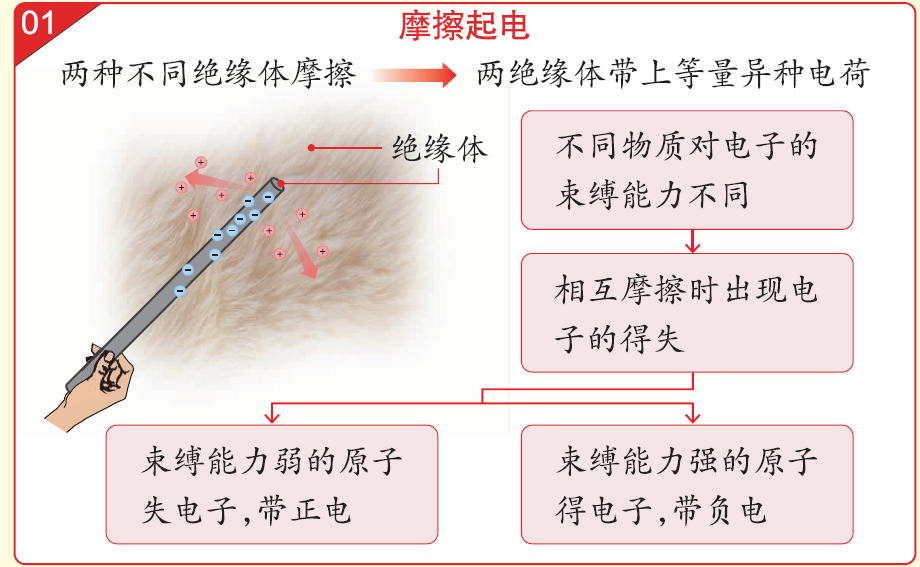 01
摩擦起电
两种不同绝缘体摩擦 两绝缘体带上等量异种电荷
绝缘体
不同物质对电子的
束缚能力不同
相互摩擦时出现电
子的得失
束缚能力弱的原子
失电子,带正电
束缚能力强的原子
得电子,带负电